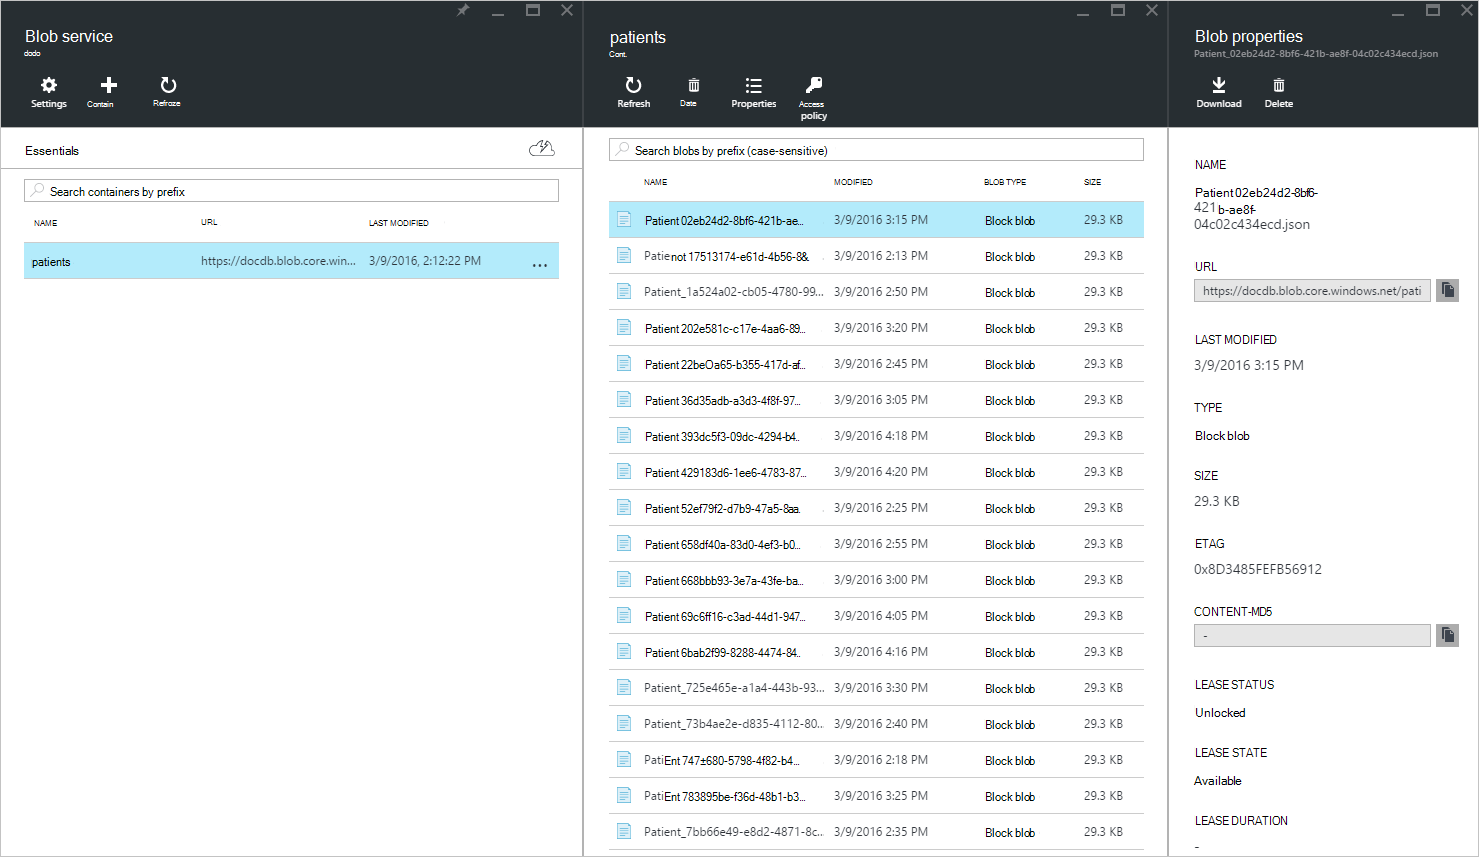 Blob service
dodo
Settings
Contain
Refroze
Essentials
Search containers by prefix
NAME URL LAST MODIFIED
patients https://docdb.blob.core.win... 3/9/2016, 2:12:22 PM ...
patients
Cont.
Refresh
Date
Properties
Access
policy
Search blobs by prefix (case-sensitive)
NAME MODIFIED BLOB TYPE SIZE
Patient 02eb24d2-8bf6-421b-ae... 3/9/2016 3:15 PM Block blob 29.3 KB
Patienot 17513174-e61d-4b56-8&. 3/9/2016 2:13 PM Block blob 29.3 KB
Patient_1a524a02-cb05-4780-99... 3/9/2016 2:50 PM Block blob 29.3 KB
Patient 202e581c-c17e-4aa6-89... 3/9/2016 3:20 PM Block blob 29.3 KB
Patient 22beOa65-b355-417d-af... 3/9/2016 2:45 PM Block blob 29.3 KB
Patient 36d35adb-a3d3-4f8f-97... 3/9/2016 3:05 PM Block blob 29.3 KB
Patient 393dc5f3-09dc-4294-b4.. 3/9/2016 4:18 PM Block blob 29.3 KB
Patient 429183d6-1ee6-4783-87... 3/9/2016 4:20 PM Block blob 29.3 KB
Patient 52ef79f2-d7b9-47a5-8aa. 3/9/2016 2:25 PM Block blob 29.3 KB
Patient 658df40a-83d0-4ef3-b0... 3/9/2016 2:55 PM Block blob 29.3 KB
Patient 668bbb93-3e7a-43fe-ba... 3/9/2016 3:00 PM Block blob 29.3 KB
Patient 69c6ff16-c3ad-44d1-947... 3/9/2016 4:05 PM Block blob 29.3 KB
Patient 6bab2f99-8288-4474-84.. 3/9/2016 4:16 PM Block blob 29.3 KB
Patient_725e465e-a1a4-443b-93... 3/9/2016 3:30 PM Block blob 29.3 KB
Patient_73b4ae2e-d835-4112-80... 3/9/2016 2:40 PM Block blob 29.3 KB
PatiEnt 747±680-5798-4f82-b4... 3/9/2016 2:18 PM Block blob 29.3 KB
PatiEnt 783895be-f36d-48b1-b3... 3/9/2016 3:25 PM Block blob 29.3 KB
Patient_7bb66e49-e8d2-4871-8c... 3/9/2016 2:35 PM Block blob 29.3 KB
Blob properties
Patient_02eb24d2-8bf6-421b-ae8f-04c02c434ecd.json
Download
Delete
NAME
Patient 02eb24d2-8bf6-
421 b-ae8f-
04c02c434ecd.json
URL
https://docdb.blob.core.windows.net/pati
LAST MODIFIED
3/9/2016 3:15 PM
TYPE
Block blob
SIZE
29.3 KB
ETAG
0x8D3485FEFB56912
CONTENT-MD5
-
LEASE STATUS
Unlocked
LEASE STATE
Available
LEASE DURATION
-